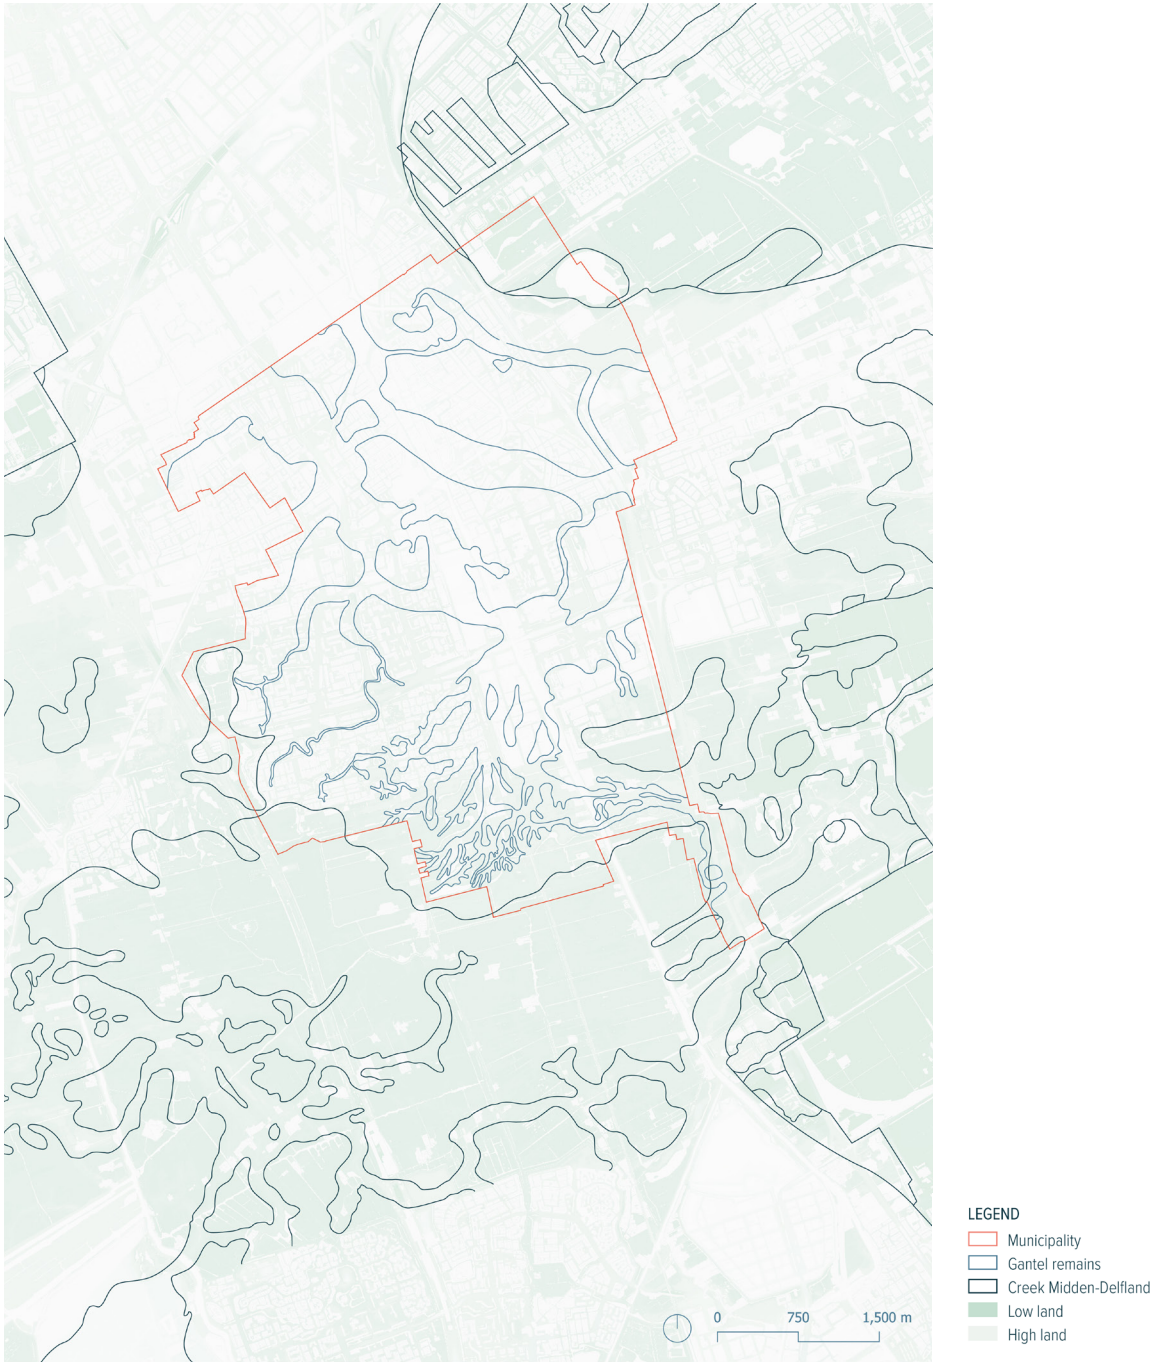 LEGEND
Municipality
Gantel remains
Creek Midden-Delfland
Low land
High land
0 750 1,500 m